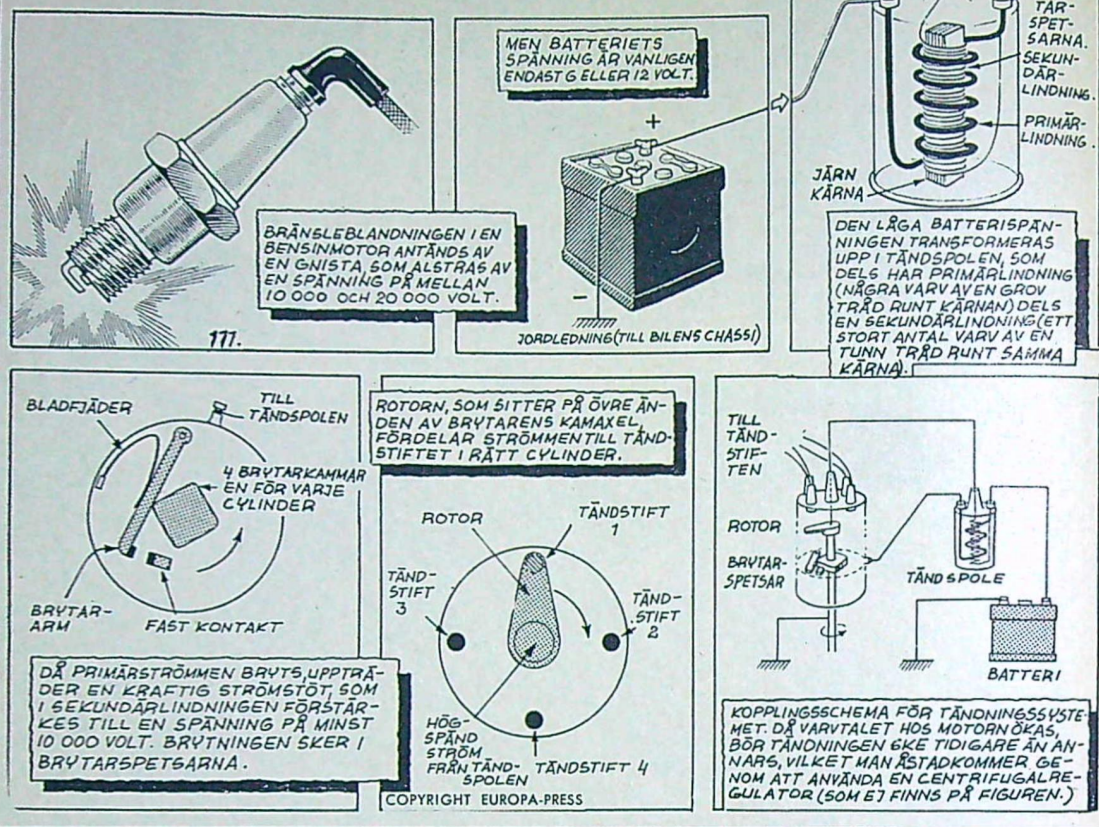 BRÄNSLEBLANDNINGEN I EN
BENSINMOTOR ANTÄNDS AV
EN GNISTA, SOM ALSTRAS AV
EN SPÄNNING PÅ MELLAN
10 000 OCH 20 000 VOLT.
171.
MEN BATTERIETS
SPÄNNING ÄR VANLIGEN
ENDAST 6 ELLER 12 VOLT.
+
−
JORDLEDNING (TILL BILENS CHASSI)
TAR-
SPET-
SARNA.
SEKUN-
DÄR-
LINDNING.
PRIMÄR-
LINDNING.
JÄRN
KÄRNA
DEN LÅGA BATTERISPÄN-
NINGEN TRANSFORMERAS
UPP I TÄNDSPOLEN, SOM
DELS HAR PRIMÄRLINDNING
(NÅGRA VARV AV EN GROV
TRÅD RUNT KÄRNAN) DELS
EN SEKUNDÄRLINDNING (ETT
STORT ANTAL VARV AV EN
TUNN TRÅD RUNT SAMMA
KÄRNA).
BLADFJÄDER
TILL
TÄNDSPOLEN
4 BRYTARKAMMAR
EN FÖR VARJE
CYLINDER
BRYTAR-
ARM
FAST KONTAKT
DÅ PRIMÄRSTRÖMMEN BRYTS, UPPTRÄ-
DER EN KRAFTIG STRÖMSTÖT, SOM
I SEKUNDÄRLINDNINGEN FÖRSTÄR-
KES TILL EN SPÄNNING PÅ MINST
10 000 VOLT. BRYTNINGEN SKER I
BRYTARSPETSARNA.
ROTORN, SOM SITTER PÅ ÖVRE ÄN-
DEN AV BRYTARENS KAMAXEL,
FÖRDELAR STRÖMMEN TILL TÄND-
STIFTET I RÄTT CYLINDER.
ROTOR
TÄNDSTIFT
1
TÄND-
STIFT
3
TÄND-
STIFT
2
HÖG-
SPÄND
STRÖM
FRÅN TÄND-
SPOLEN
TÄNDSTIFT 4
COPYRIGHT EUROPA-PRESS
TILL
TÄND-
STIF-
TEN
ROTOR
BRYTAR-
SPETSAR
TÄNDSPOLE
BATTERI
KOPPLINGSSCHEMA FÖR TÄNDNINGSSYSTE-
MET. DÅ VARVTALET HOS MOTORN ÖKAS,
BÖR TÄNDNINGEN SKE TIDIGARE ÄN AN-
NARS, VILKET MAN ÅSTADKOMMER GE-
NOM ATT ANVÄNDA EN CENTRIFUGALRE-
GULATOR (SOM EJ FINNS PÅ FIGUREN.)